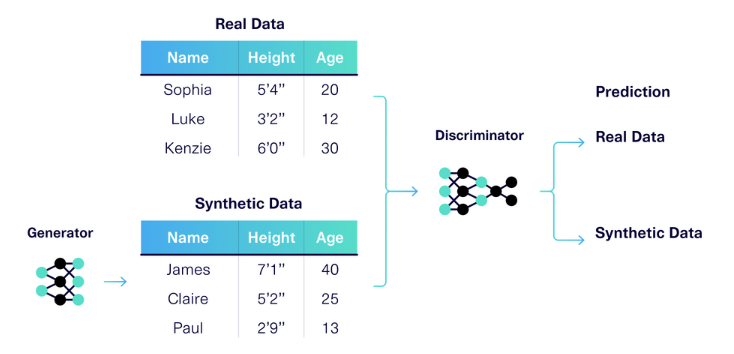 Real Data
Name Height Age
Sophia 5’4” 20
Luke 3’2” 12
Kenzie 6’0” 30
Synthetic Data
Generator
Name Height Age
James 7’1” 40
Claire 5’2” 25
Paul 2’9” 13
Discriminator
Prediction
Real Data
Synthetic Data